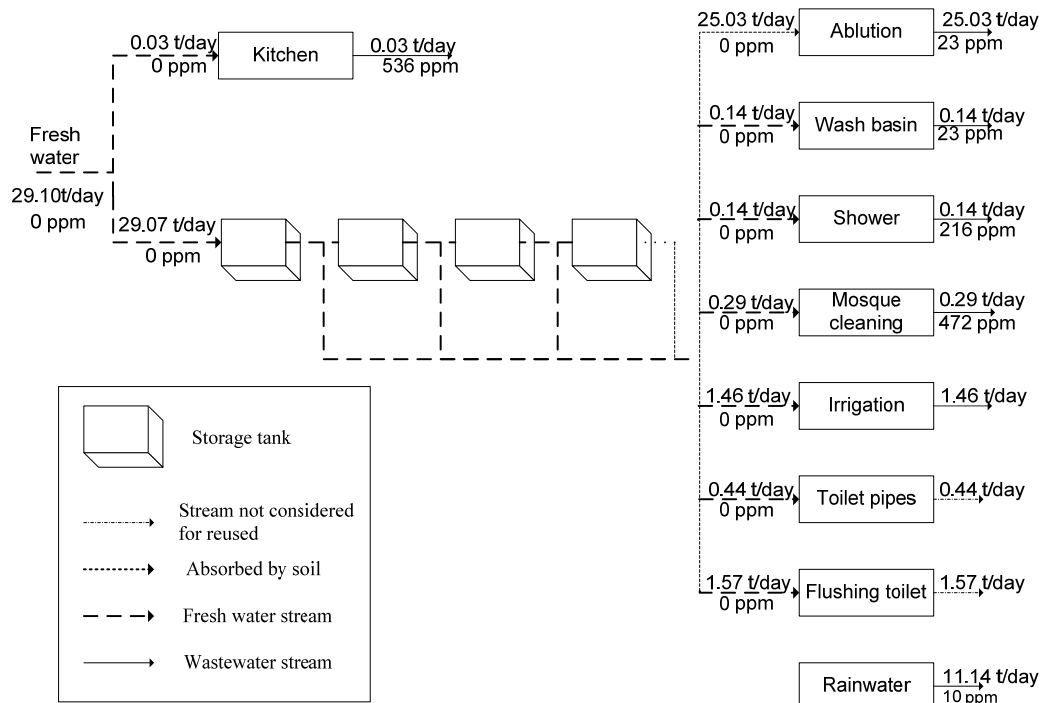 0.03 t/day
0 ppm
Kitchen
0.03 t/day
536 ppm
Fresh
water
29.10t/day
0 ppm
29.07 t/day
0 ppm
25.03 t/day
0 ppm
Ablution
25.03 t/day
23 ppm
0.14 t/day
0 ppm
Wash basin
0.14 t/day
23 ppm
0.14 t/day
0 ppm
Shower
0.14 t/day
216 ppm
0.29 t/day
0 ppm
Mosque
cleaning
0.29 t/day
472 ppm
1.46 t/day
0 ppm
Irrigation
1.46 t/day
0.44 t/day
0 ppm
Toilet pipes
0.44 t/day
1.57 t/day
0 ppm
Flushing toilet
1.57 t/day
Rainwater
11.14 t/day
10 ppm
Storage tank
Stream not considered
for reused
Absorbed by soil
Fresh water stream
Wastewater stream